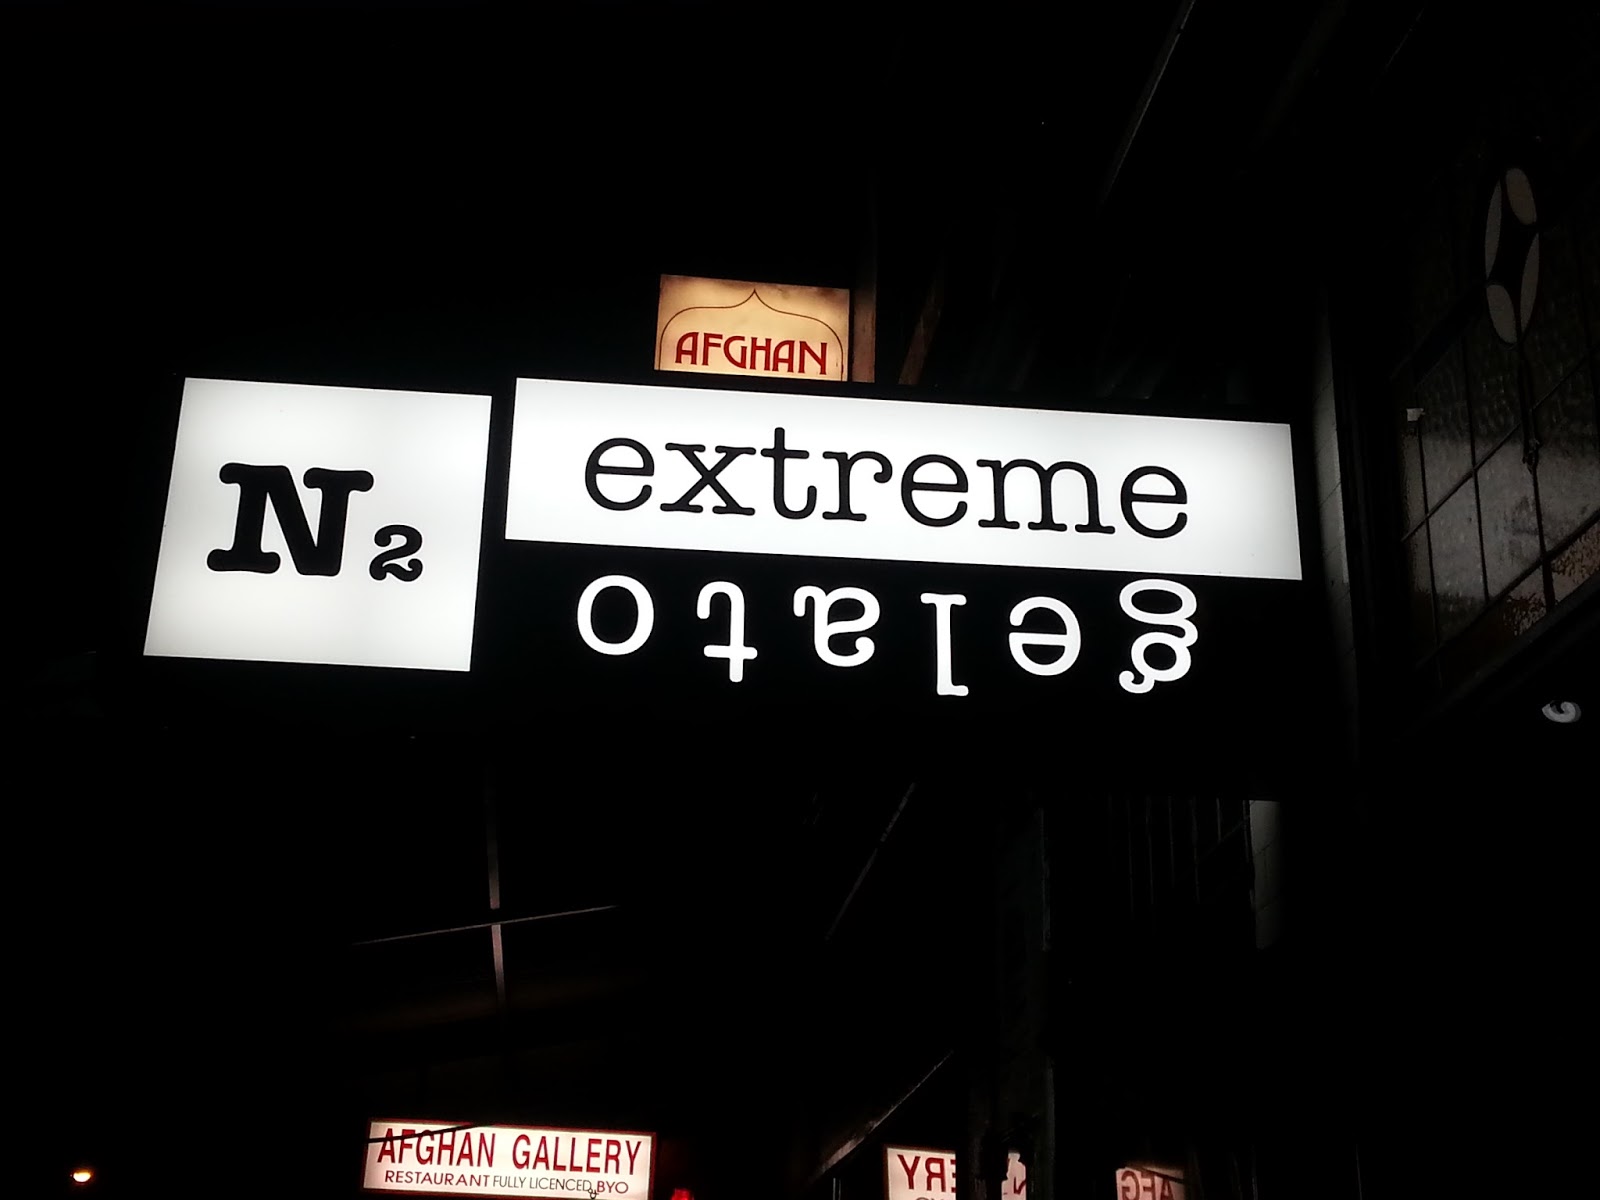 AFGHAN
N2
extreme
gelato
AFGHAN GALLERY
RESTAURANT FULLY LICENCED BYO